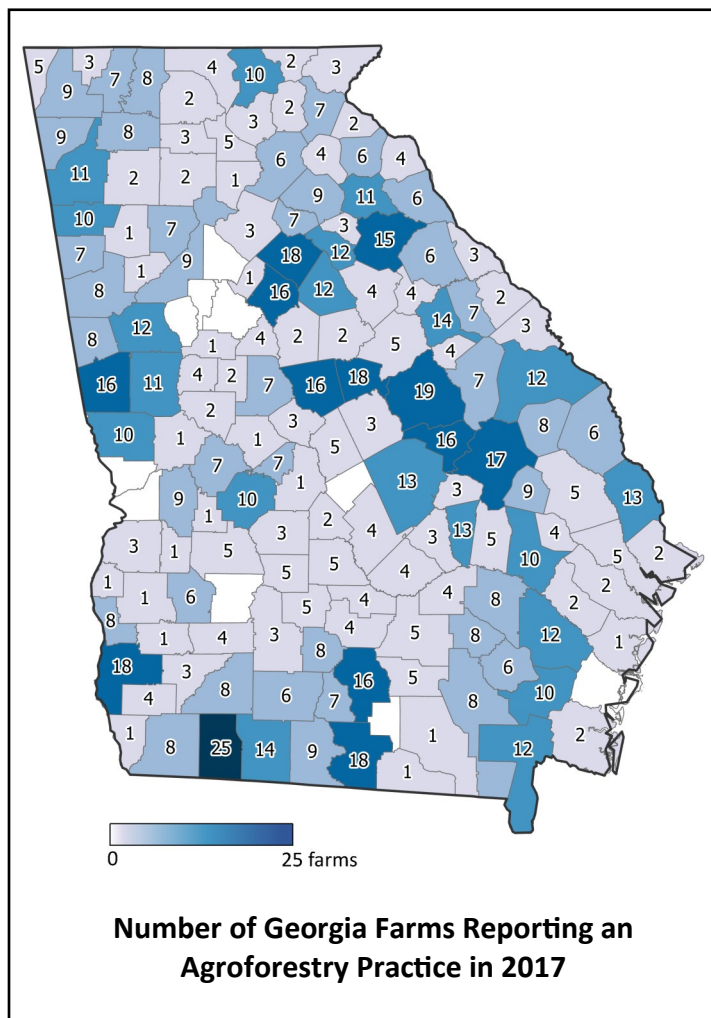 5 3 4 2 3
9 7 8 10
2 2 7
3 2
9 8 3 5 6 4 6 4
11 2 2 1 9 11 6
10 1 7 3 7 3 15
7 9 18 12 6 3
8 1 1 16 12 4 4 2
12 14 7 3
8 1 4 2 2 5 4
16 11 4 2 7 16 18 19 7 12
10 2 3 3 8 6
1 1 5 16 17
7 7 1 13 3 9 5 13
9 10
1 2 4 3 13 5 4
3 1 5 3 10 5 2
1 5 5 4 2
1 6 5 4 4 8 2
8 1 4 3 4 5 8 12 1
18 3 8 16 5 6
4 8 6 7 8 10
1 8 25 14 9 18 1 12 2
1
0 25 farms
Number of Georgia Farms Reporting an
Agroforestry Practice in 2017